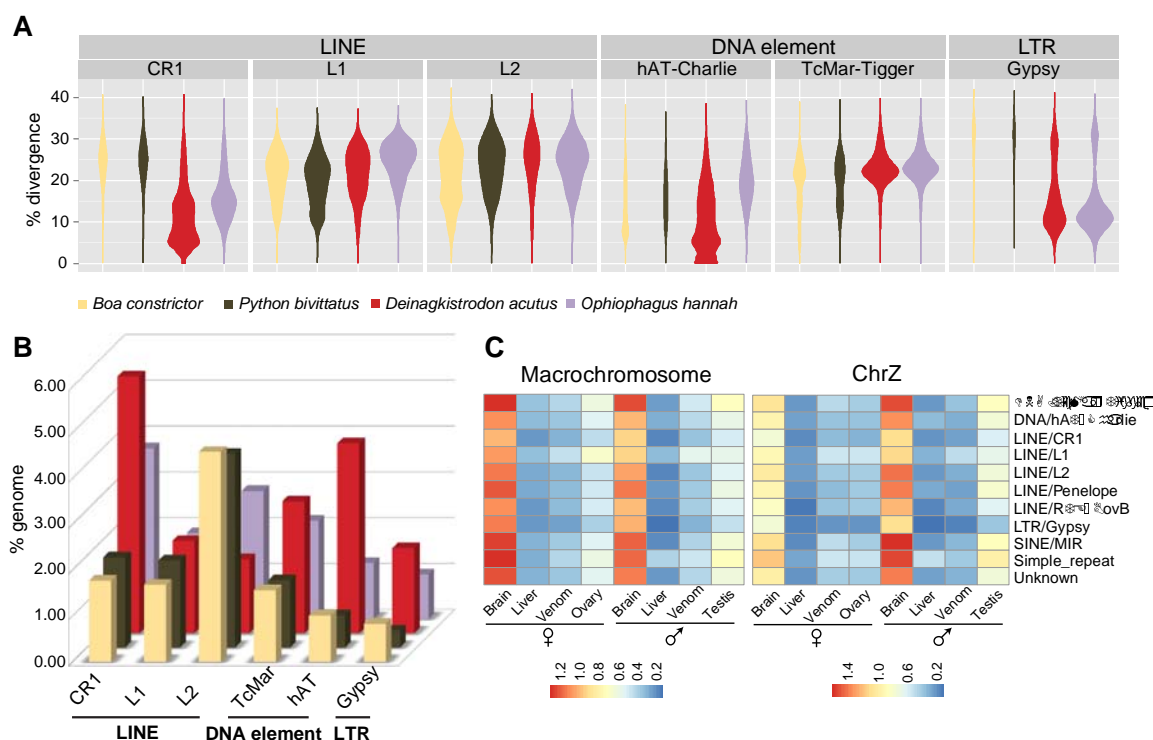 A
LINE
DNA element
LTR
CR1
L1
L2
hAT-Charlie
TcMar-Tigger
Gypsy
% divergence
40
30
20
10
0
Boa constrictor
Python bivittatus
Deinagkistrodon acutus
Ophiophagus hannah
B
% genome
6.00
5.00
4.00
3.00
2.00
1.00
0.00
CR1
L1
L2
TcMar
hAT
Gypsy
LINE
DNA element
LTR
C
Macrochromosome
ChrZ
DNA/hA
LINE/CR1
LINE/L1
LINE/L2
LINE/Penelope
LINE/R
ovB
LTR/Gypsy
SINE/MIR
Simple_repeat
Unknown
Brain Liver Venom Ovary Brain Liver Venom Testis
Brain Liver Venom Ovary Brain Liver Venom Testis
♀ ♂ ♀ ♂
1.2 1.0 0.8 0.6 0.4 0.2
1.4 1.0 0.6 0.2